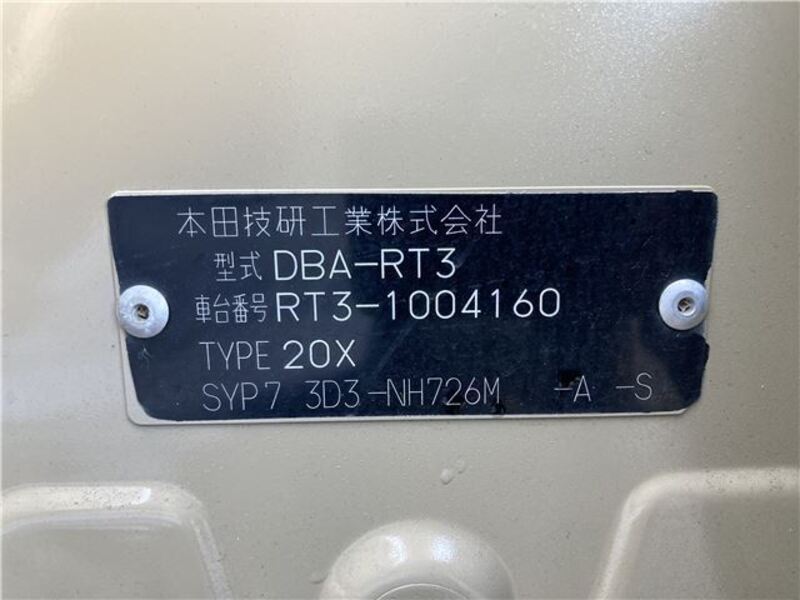 本田技研工業株式会社
型式 DBA-RT3
車台番号 RT3-1004160
TYPE 20X
SYP7 3D3-NH726M -A -S